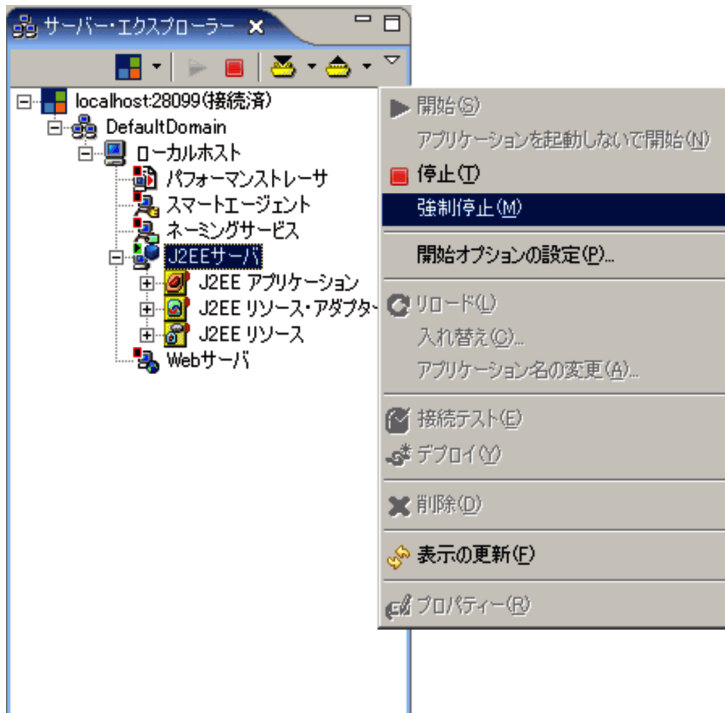 サーバー・エクスプローラー
localhost:28099(接続済)
DefaultDomain
ローカルホスト
パフォーマンストレーサ
スマートエージェント
ネーミングサービス
J2EEサーバ
J2EE アプリケーション
J2EE リソース・アダプター
J2EE リソース
Webサーバ
開始(S)
アプリケーションを起動しないで開始(N)
停止(T)
強制停止(M)
開始オプションの設定(P)...
リロード(L)
入れ替え(C)...
アプリケーション名の変更(A)...
接続テスト(E)
デプロイ(Y)
削除(D)
表示の更新(F)
プロパティー(R)